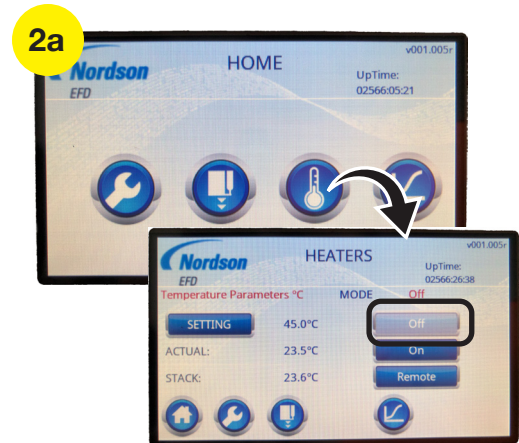 2a
Nordson
EFD
HOME
v001.005r
UpTime:
02566:05:21
Nordson
EFD
HEATERS
v001.005r
UpTime:
02566:26:38
Temperature Parameters °C MODE Off
SETTING 45.0°C Off
ACTUAL: 23.5°C On
STACK: 23.6°C Remote